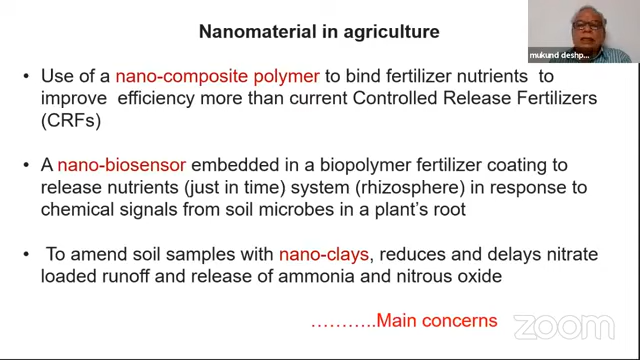 Nanomaterial in agriculture
mukund deshp...
• Use of a nano-composite polymer to bind fertilizer nutrients to
improve efficiency more than current Controlled Release Fertilizers
(CRFs)
• A nano-biosensor embedded in a biopolymer fertilizer coating to
release nutrients (just in time) system (rhizosphere) in response to
chemical signals from soil microbes in a plant's root
• To amend soil samples with nano-clays, reduces and delays nitrate
loaded runoff and release of ammonia and nitrous oxide
………..Main concerns
zoom